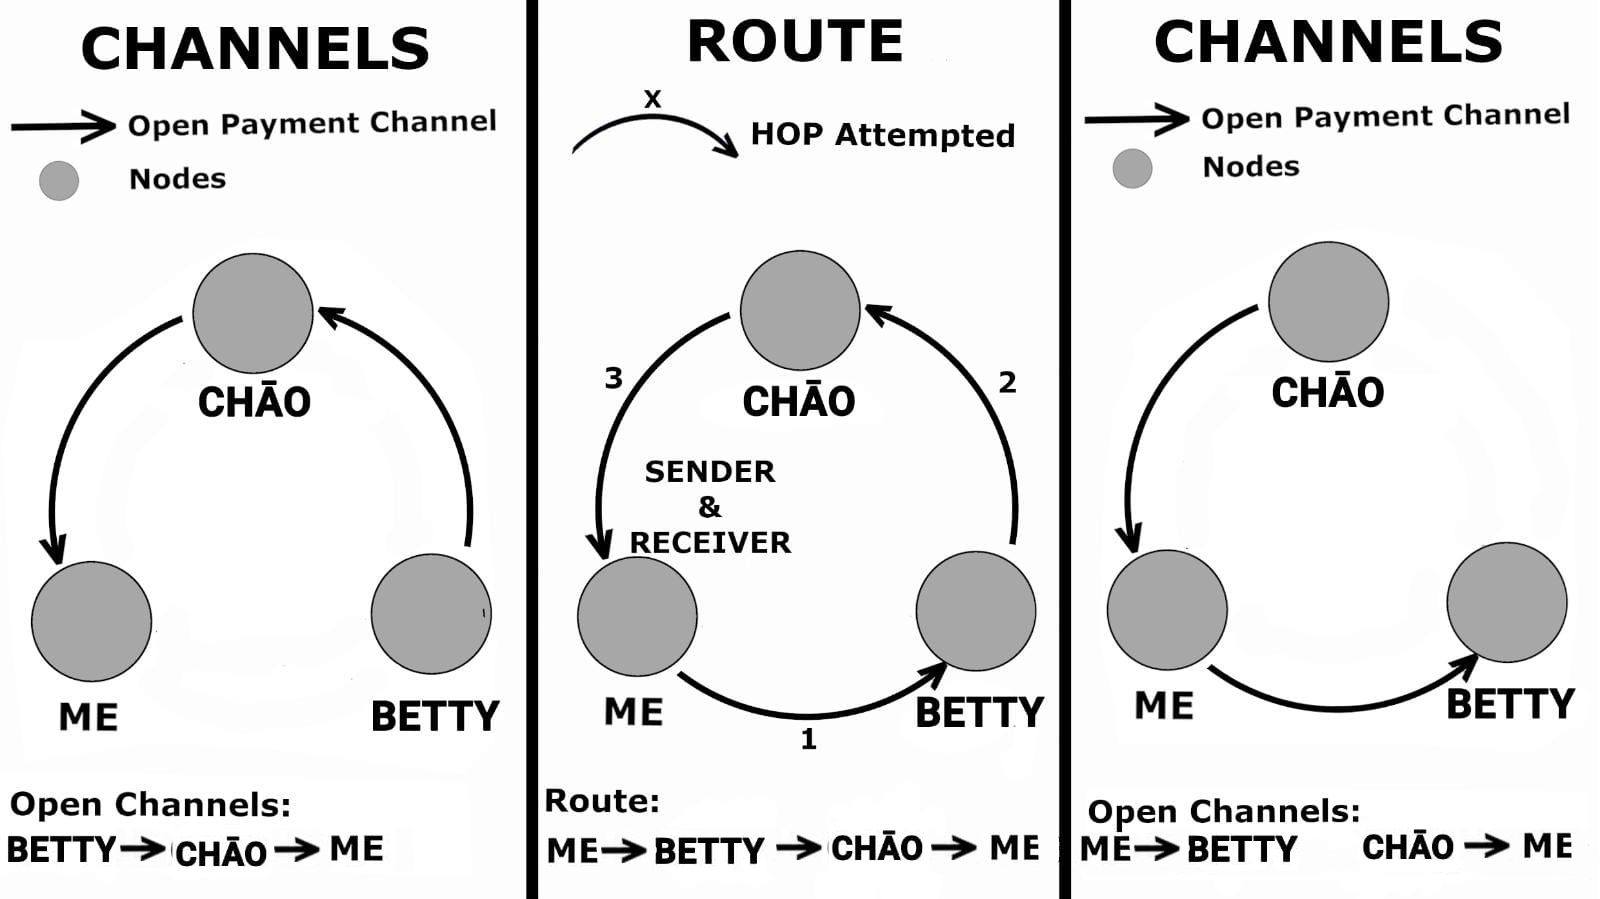 CHANNELS
Open Payment Channel
Nodes
CHĀO
ME
BETTY
Open Channels:
BETTY→CHĀO→ME
ROUTE
X
HOP Attempted
3
2
CHĀO
SENDER
&
RECEIVER
ME
BETTY
1
Route:
ME→BETTY→CHĀO→ME
CHANNELS
Open Payment Channel
Nodes
CHĀO
ME
BETTY
Open Channels:
ME→BETTY CHĀO→ME